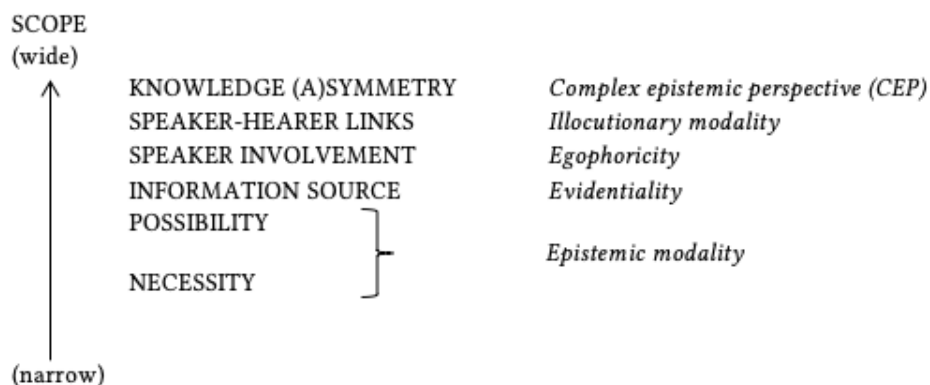 SCOPE
(wide)
KNOWLEDGE (A)SYMMETRY Complex epistemic perspective (CEP)
SPEAKER-HEARER LINKS Illocutionary modality
SPEAKER INVOLVEMENT Egophoricity
INFORMATION SOURCE Evidentiality
POSSIBILITY
Epistemic modality
NECESSITY
(narrow)